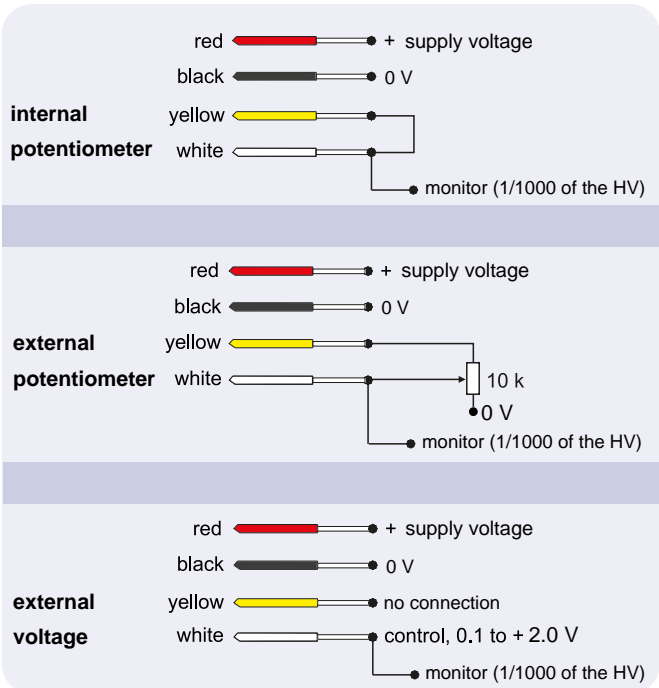 red + supply voltage
black 0 V
internal yellow
potentiometer white
monitor (1/1000 of the HV)
red + supply voltage
black 0 V
external yellow
potentiometer white 10 k
0 V
monitor (1/1000 of the HV)
red + supply voltage
black 0 V
external yellow no connection
voltage white control, 0.1 to + 2.0 V
monitor (1/1000 of the HV)